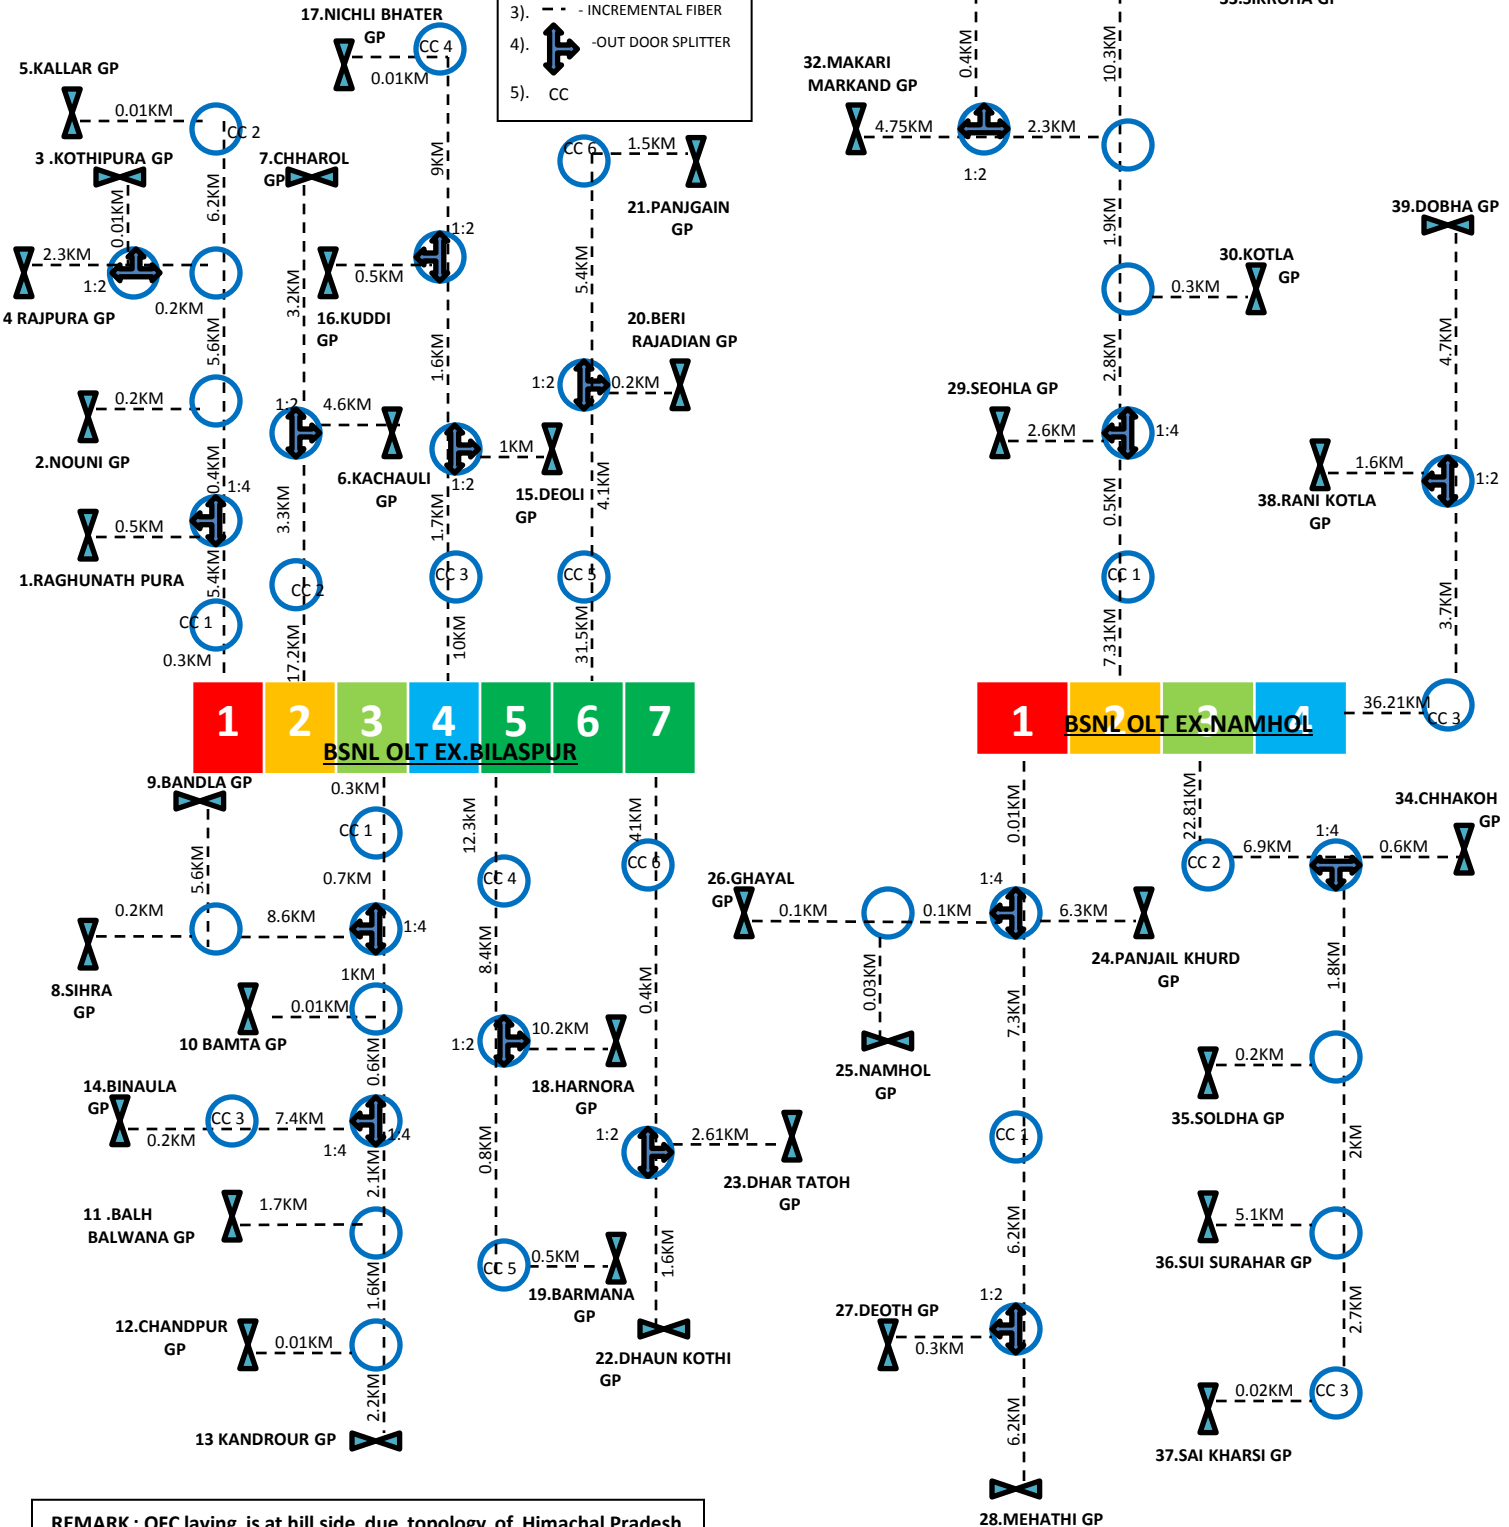 17.NICHLI BHATER
GP
CC 4
0.01KM
3). - INCREMENTAL FIBER
4). -OUT DOOR SPLITTER
5). CC
5.KALLAR GP
0.01KM
CC 2
3 .KOTHIPURA GP
0.01KM
6.2KM
2.3KM
1:2
0.2KM
4 RAJPURA GP
5.6KM
0.2KM
2.NOUNI GP
0.4KM
1:4
0.5KM
1.RAGHUNATH PURA
5.4KM
CC 1
0.3KM
7.CHHAROL
GP
3.2KM
1:2
4.6KM
6.KACHAULI
GP
3.3KM
CC 2
17.2KM
9KM
1:2
0.5KM
16.KUDDI
GP
1.6KM
1KM
1:2
15.DEOLI
GP
1.7KM
CC 3
10KM
CC 6
1.5KM
21.PANJGAIN
GP
5.4KM
20.BERI
RAJADIAN GP
1:2
0.2KM
4.1KM
CC 5
31.5KM
1 2 3 4 5 6 7
BSNL OLT EX.BILASPUR
9.BANDLA GP
5.6KM
0.2KM
8.6KM
8.SIHRA
GP
0.3KM
CC 1
0.7KM
1:4
1KM
0.01KM
10 BAMTA GP
0.6KM
14.BINAULA
GP
CC 3
7.4KM
0.2KM
1:4
1:4
2.1KM
1.7KM
11 .BALH
BALWANA GP
1.6KM
12.CHANDPUR
GP
0.01KM
2.2KM
13 KANDROUR GP
12.3kM
CC 4
8.4KM
1:2
10.2KM
18.HARNORA
GP
0.8KM
CC 5
0.5KM
19.BARMANA
GP
41KM
CC 6
0.4kM
1:2
2.61KM
23.DHAR TATOH
GP
1.6KM
22.DHAUN KOTHI
GP
32.MAKARI
MARKAND GP
0.4KM
10.3KM
4.75KM
2.3KM
1:2
1.9KM
30.KOTLA
GP
0.3KM
2.8KM
29.SEOHLA GP
2.6KM
1:4
0.5KM
CC 1
7.31KM
39.DOBHA GP
4.7KM
1.6KM
38.RANI KOTLA
GP
1:2
3.7KM
36.21KM
CC 3
1 2 3 4
BSNL OLT EX.NAMHOL
0.01KM
26.GHAYAL
GP
0.1KM
0.1KM
1:4
6.3KM
24.PANJAIL KHURD
GP
0.03KM
25.NAMHOL
GP
7.3KM
CC 1
6.2KM
27.DEOTH GP
1:2
0.3KM
6.2KM
28.MEHATHI GP
22.81KM
CC 2
6.9KM
1:4
0.6KM
34.CHHAKOH
GP
1.8KM
0.2KM
35.SOLDHA GP
2KM
5.1KM
36.SUI SURAHAR GP
2.7KM
CC 3
0.02KM
37.SAI KHARSI GP
REMARK : OFC laying is at hill side due topology of Himachal Pradesh